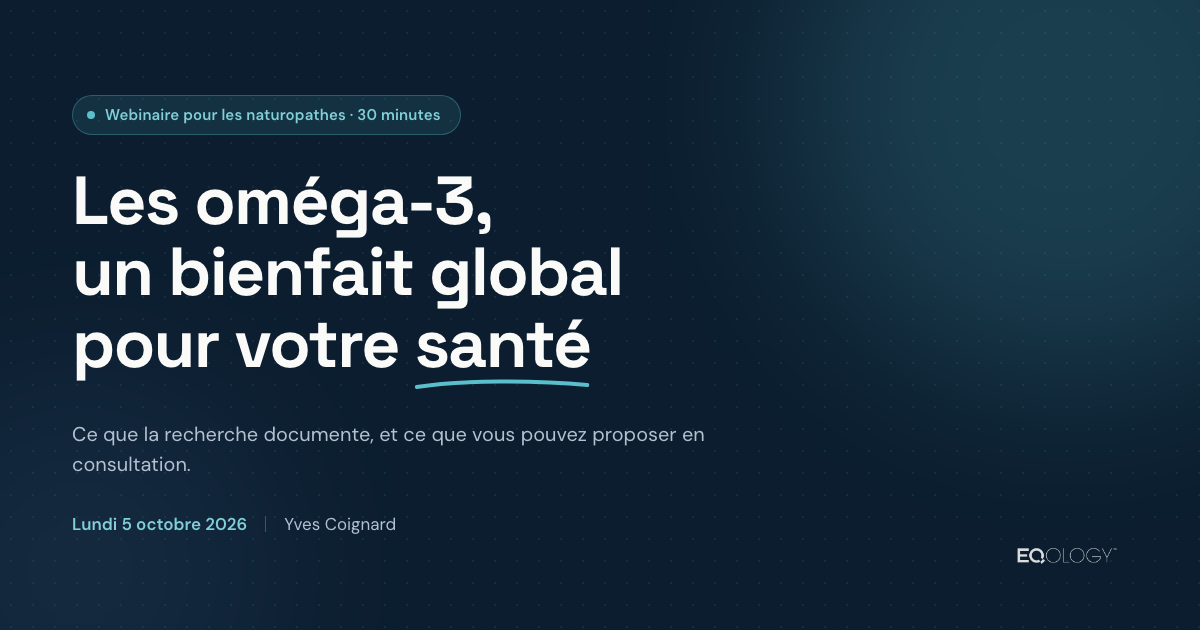 Webinaire pour les naturopathes · 30 minutes
Les oméga-3,
un bienfait global
pour votre santé
Ce que la recherche documente, et ce que vous pouvez proposer en
consultation.
Lundi 5 octobre 2026 | Yves Coignard
EQOLOGY™